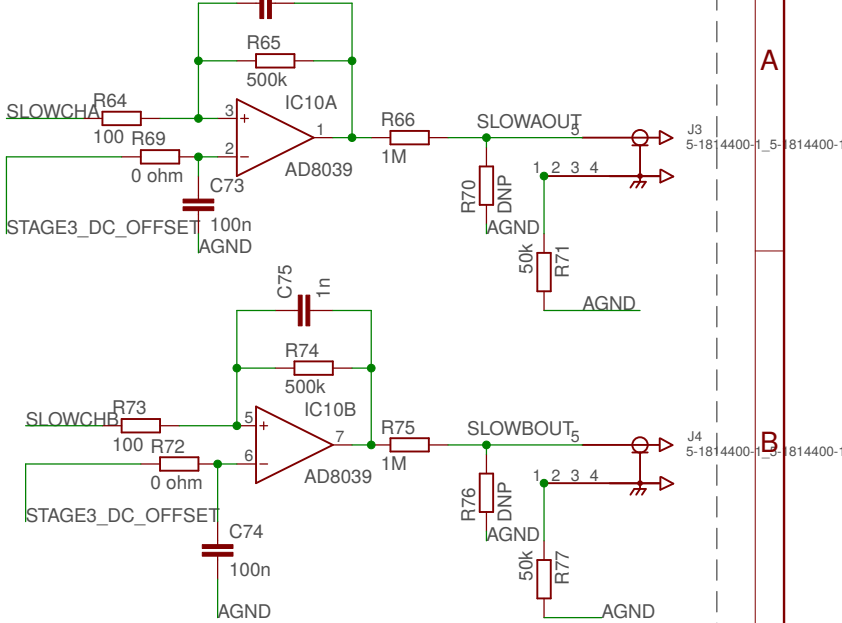 R65
500k
IC10A
SLOWCHA
R64
100
3
+
1
R66
1M
SLOWAOUT
5
J3
5-1814400-1_5-1814400-1
R69
0 ohm
2
−
AD8039
C73
100n
STAGE3_DC_OFFSET
AGND
R70
DNP
AGND
1 2 3 4
50k
R71
AGND
A
C75
1n
R74
500k
IC10B
SLOWCHB
R73
100
5
+
7
R75
1M
SLOWBOUT
5
J4
5-1814400-1_5-1814400-1
B
R72
0 ohm
6
−
AD8039
STAGE3_DC_OFFSET
C74
100n
AGND
R76
DNP
AGND
1 2 3 4
50k
R77
AGND